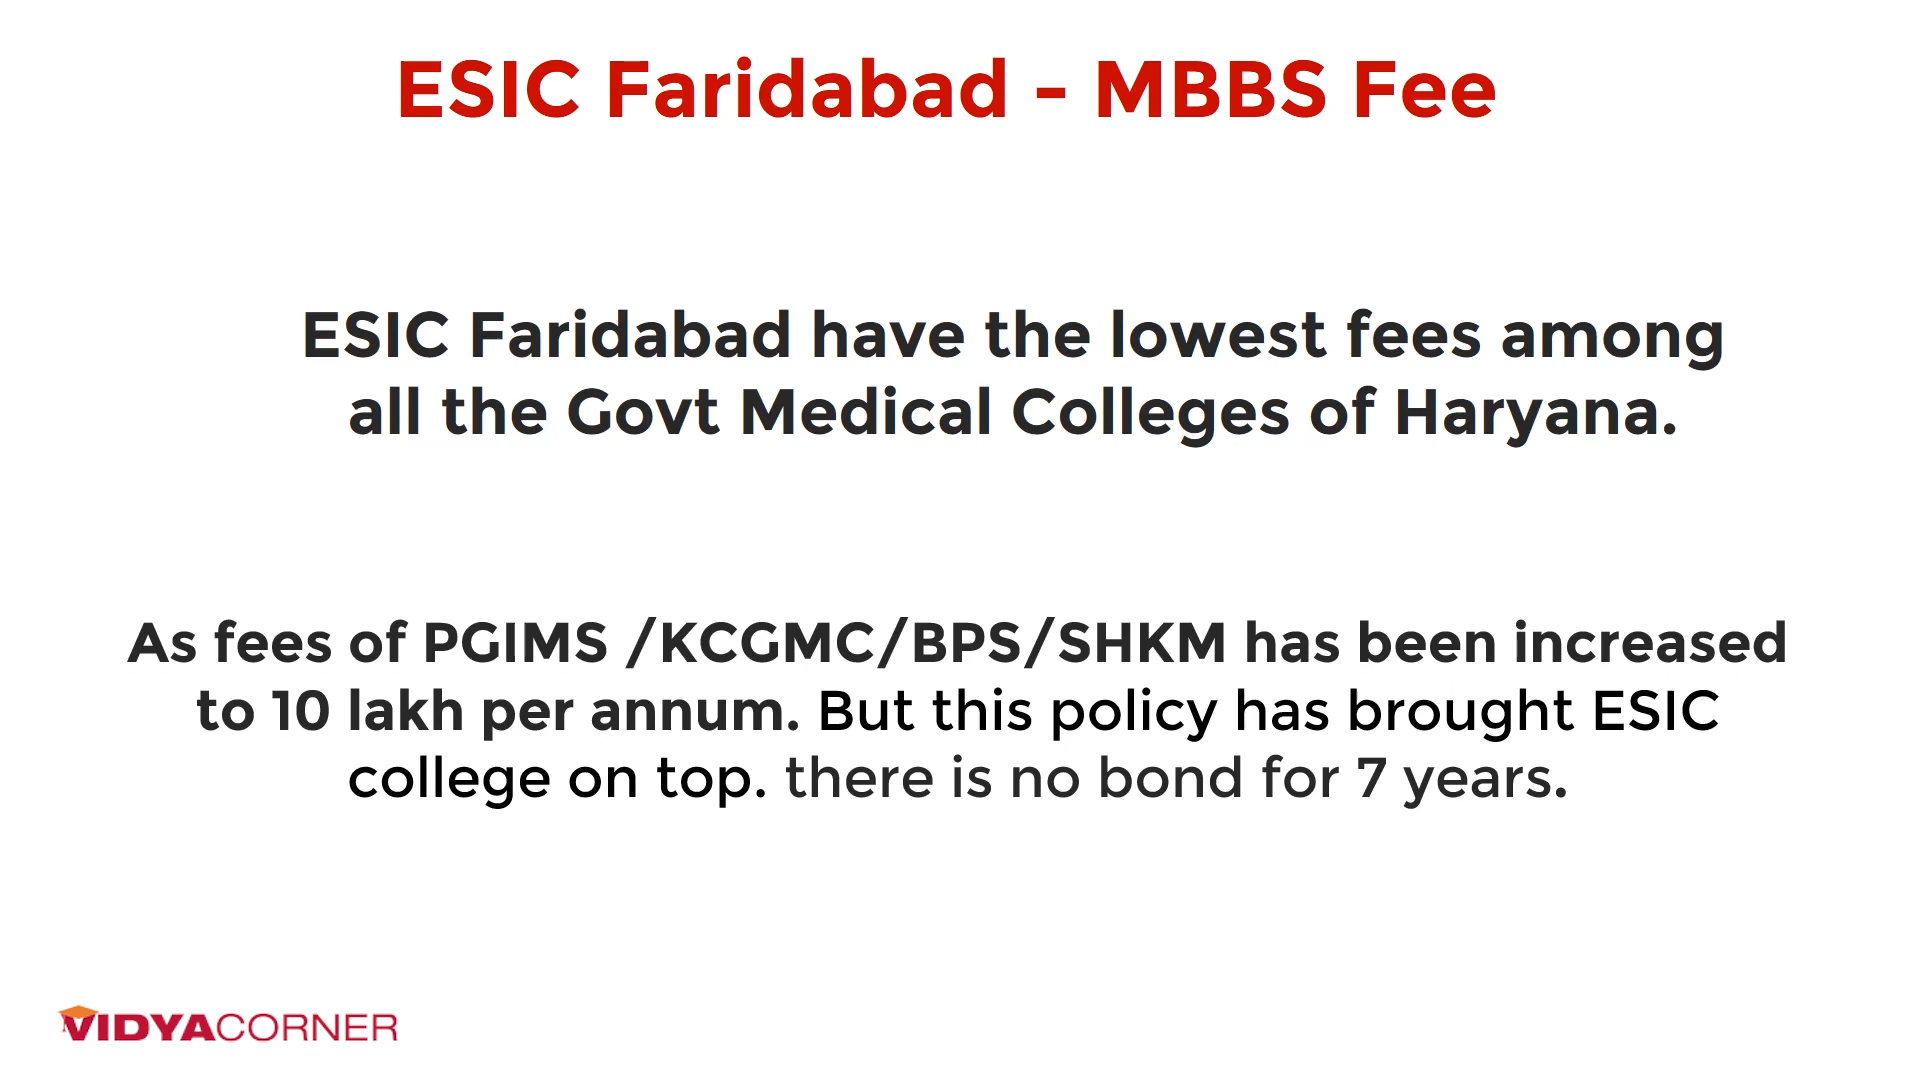 ESIC Faridabad - MBBS Fee
ESIC Faridabad have the lowest fees among
all the Govt Medical Colleges of Haryana.
As fees of PGIMS /KCGMC/BPS/SHKM has been increased
to 10 lakh per annum. But this policy has brought ESIC
college on top. there is no bond for 7 years.
VIDYACORNER